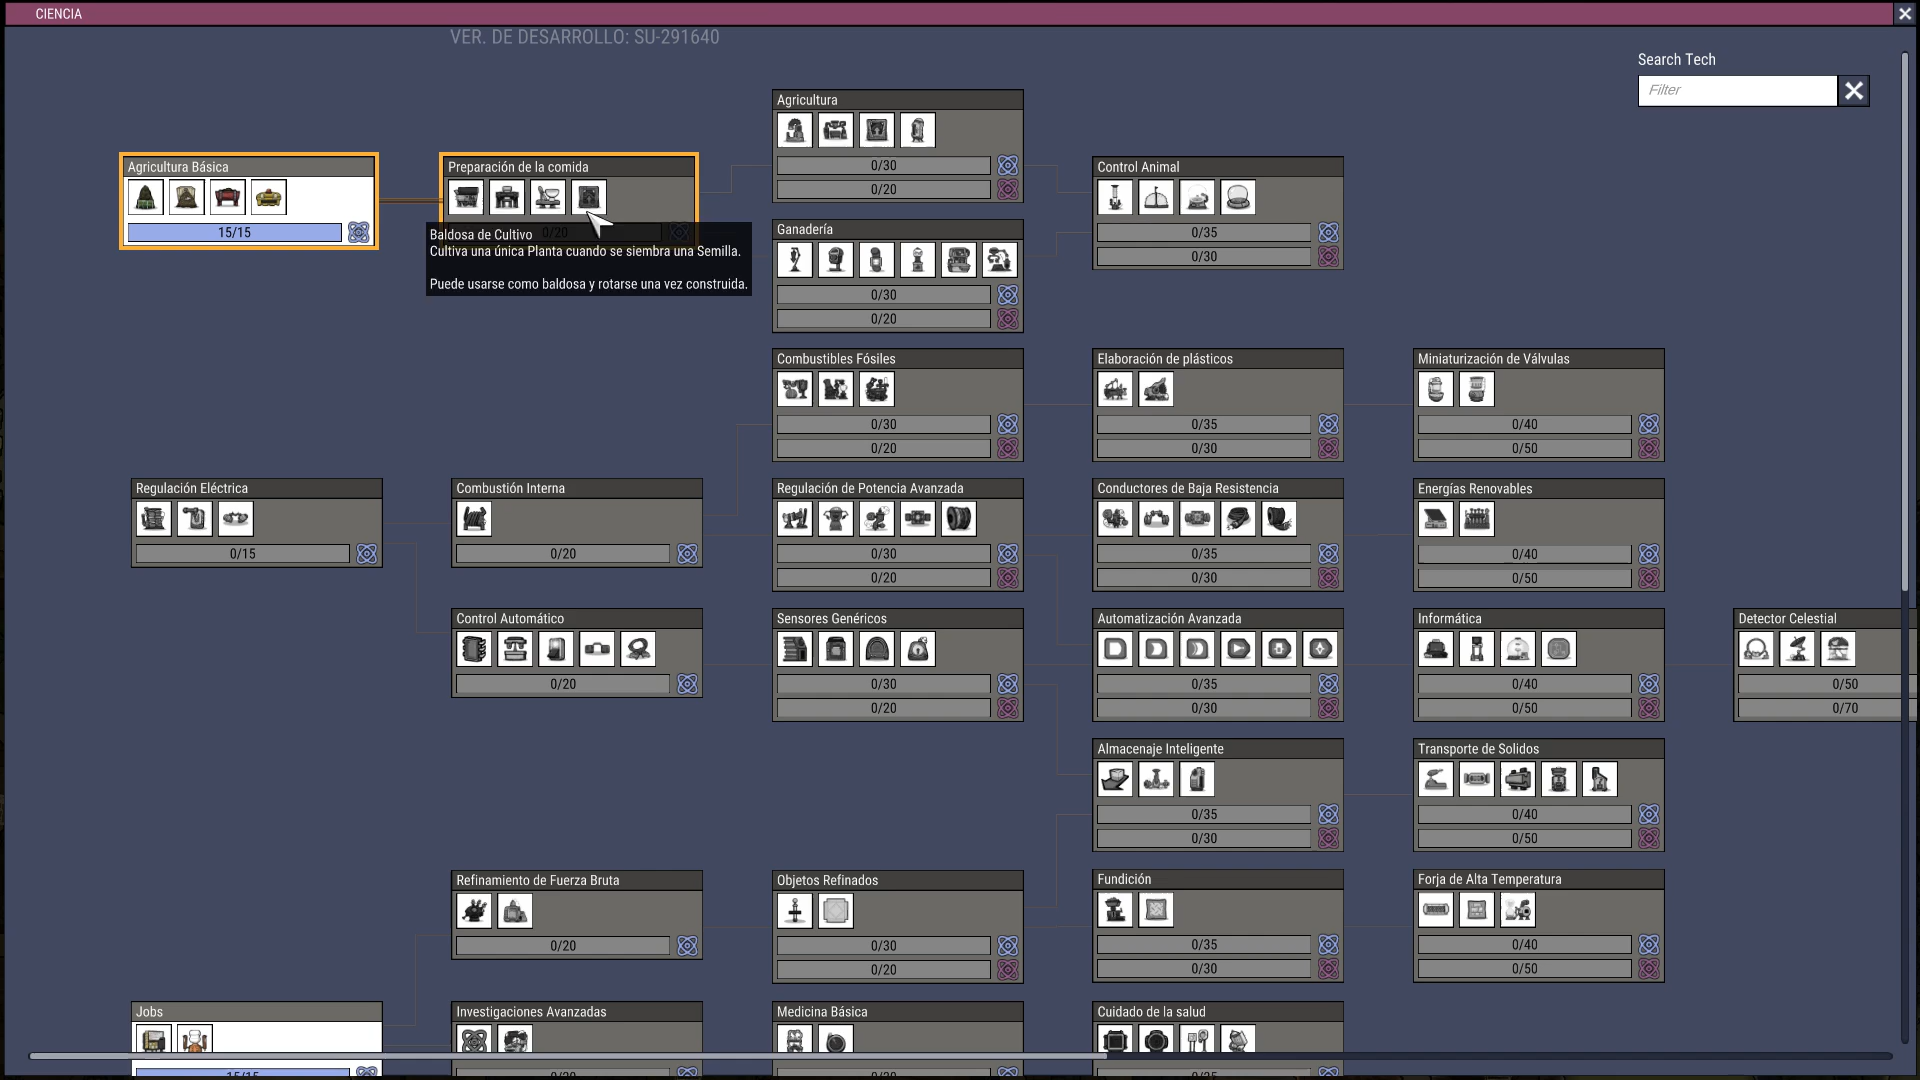 CIENCIA
VER. DE DESARROLLO: SU-291640
Search Tech
Filter
Agricultura
0/30
0/20
Agricultura Básica
15/15
Preparación de la comida
0/20
Baldosa de Cultivo
Cultiva una única Planta cuando se siembra una Semilla.
Puede usarse como baldosa y rotarse una vez construida.
Control Animal
0/35
0/30
Ganadería
0/30
0/20
Combustibles Fósiles
0/30
0/20
Elaboración de plásticos
0/35
0/30
Miniaturización de Válvulas
0/40
0/50
Regulación Eléctrica
0/15
Combustión Interna
0/20
Regulación de Potencia Avanzada
0/30
0/20
Conductores de Baja Resistencia
0/35
0/30
Energías Renovables
0/40
0/50
Control Automático
0/20
Sensores Genéricos
0/30
0/20
Automatización Avanzada
0/35
0/30
Informática
0/40
0/50
Detector Celestial
0/50
0/70
Almacenaje Inteligente
0/35
0/30
Transporte de Solidos
0/40
0/50
Refinamiento de Fuerza Bruta
0/20
Objetos Refinados
0/30
0/20
Fundición
0/35
0/30
Forja de Alta Temperatura
0/40
0/50
Jobs
15/15
Investigaciones Avanzadas
Medicina Básica
Cuidado de la salud